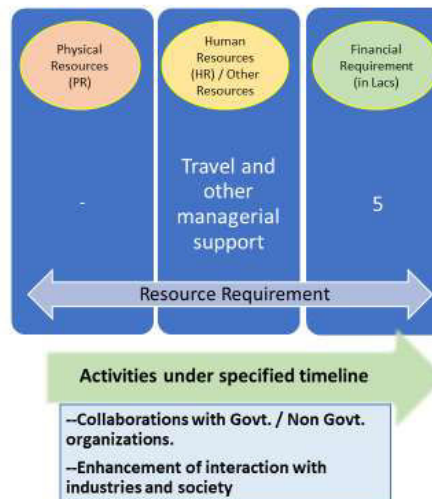 Physical
Resources
(PR)
Human
Resources
(HR) / Other
Resources
Financial
Requirement
(in Lacs)
-
Travel and
other
managerial
support
5
Resource Requirement
Activities under specified timeline
--Collaborations with Govt. / Non Govt.
organizations.
--Enhancement of interaction with
industries and society